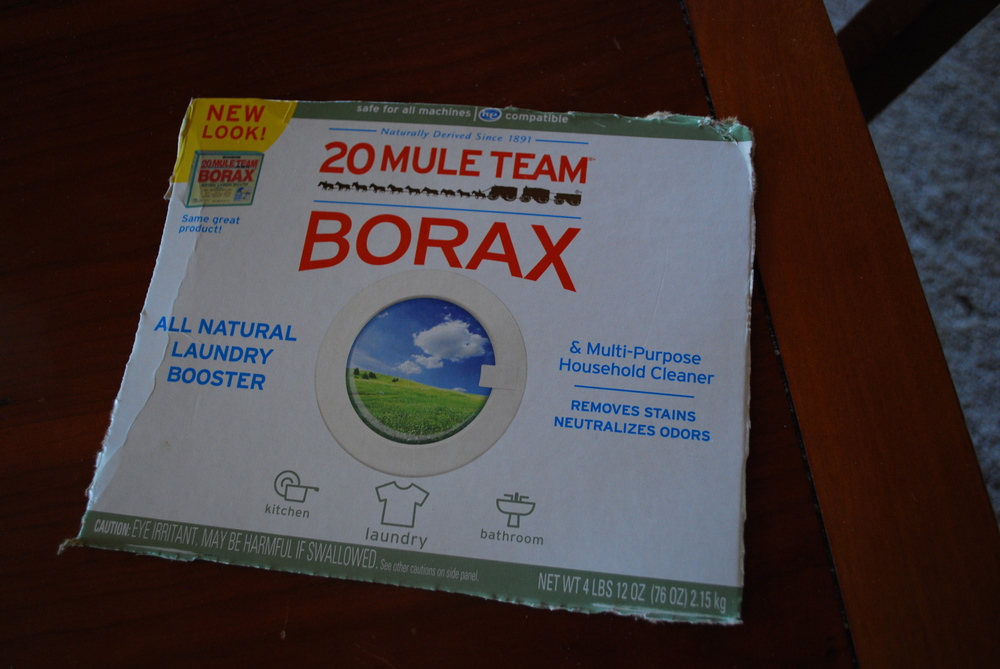 NEW
LOOK!
safe for all machines | he compatible
Naturally Derived Since 1891
20 MULE TEAM
BORAX
20 MULE TEAM
BORAX
Same great
product!
ALL NATURAL
LAUNDRY
BOOSTER
& Multi-Purpose
Household Cleaner
REMOVES STAINS
NEUTRALIZES ODORS
kitchen
laundry
bathroom
CAUTION: EYE IRRITANT. MAY BE HARMFUL IF SWALLOWED. See other cautions on side panel.
NET WT 4 LBS 12 OZ (76 OZ) 2.15 kg